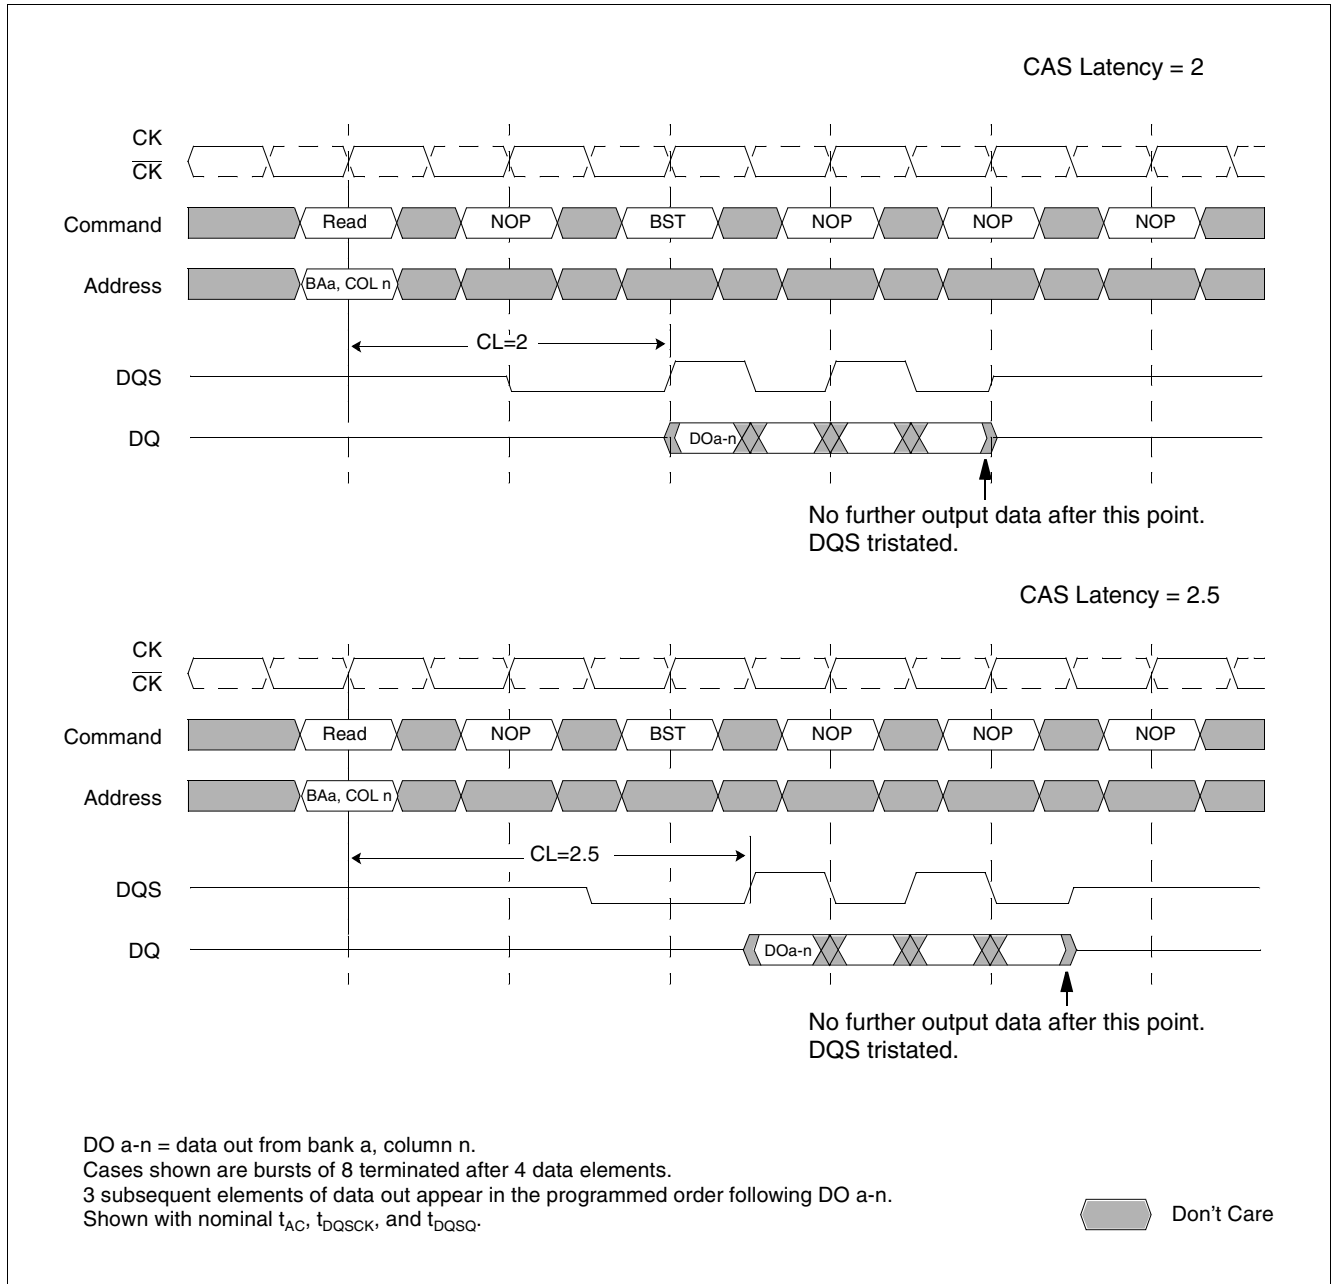 CAS Latency = 2
CK
CK
Command Read NOP BST NOP NOP NOP
Address BAa, COL n
CL=2
DQS
DQ DOa-n
No further output data after this point.
DQS tristated.
CAS Latency = 2.5
CK
CK
Command Read NOP BST NOP NOP NOP
Address BAa, COL n
CL=2.5
DQS
DQ DOa-n
No further output data after this point.
DQS tristated.
DO a-n = data out from bank a, column n.
Cases shown are bursts of 8 terminated after 4 data elements.
3 subsequent elements of data out appear in the programmed order following DO a-n.
Shown with nominal tAC, tDQSCK, and tDQSQ.
Don't Care